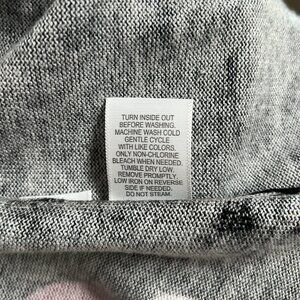 TURN INSIDE OUT
BEFORE WASHING.
MACHINE WASH COLD
GENTLE CYCLE
WITH LIKE COLORS.
ONLY NON-CHLORINE
BLEACH WHEN NEEDED.
TUMBLE DRY LOW.
REMOVE PROMPTLY.
LOW IRON ON REVERSE
SIDE IF NEEDED.
DO NOT STEAM.